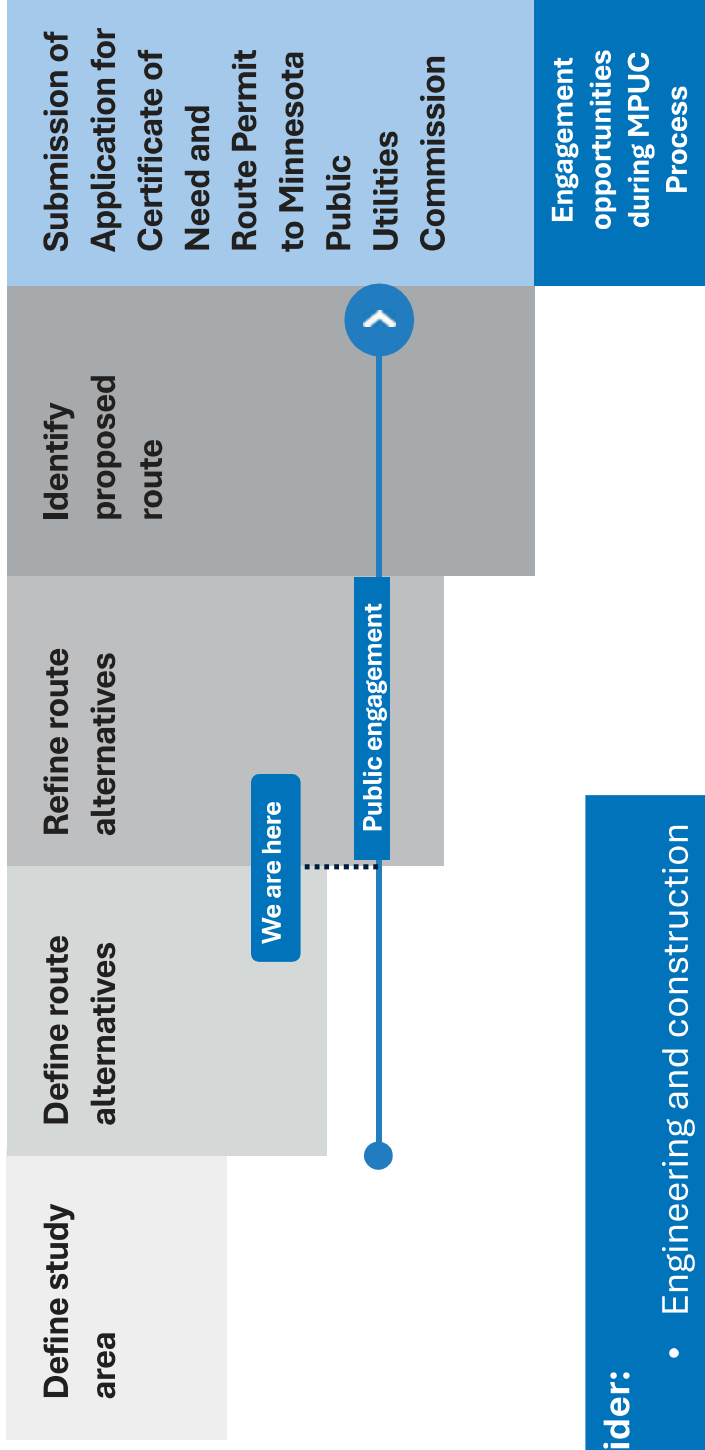 Define study
area
Define route
alternatives
Refine route
alternatives
Identify
proposed
route
Submission of
Application for
Certificate of
Need and
Route Permit
to Minnesota
Public
Utilities
Commission
We are here
Public engagement
Engagement
opportunities
during MPUC
Process
ider:
• Engineering and construction